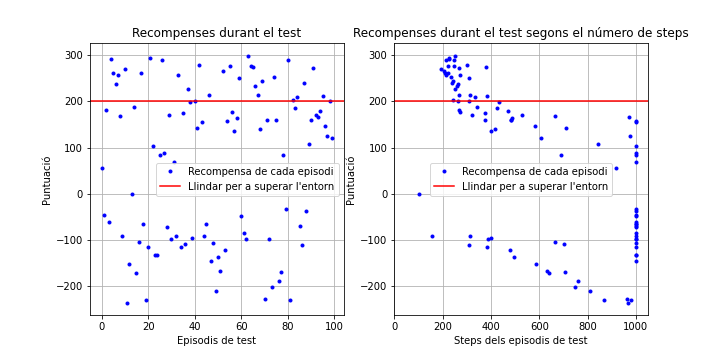 Recompenses durant el test
Recompenses durant el test segons el número de steps
300
200
100
0
−100
−200
Puntuació
Recompensa de cada episodi
Llindar per a superar l'entorn
0
20
40
60
80
100
Episodis de test
300
200
100
0
−100
−200
Puntuació
Recompensa de cada episodi
Llindar per a superar l'entorn
0
200
400
600
800
1000
Steps dels episodis de test